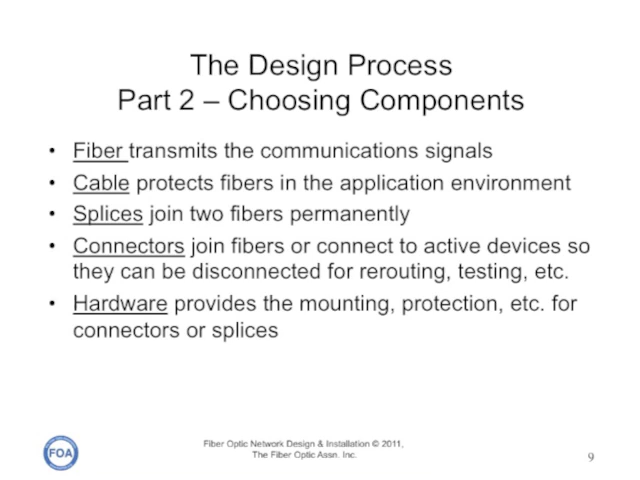 The Design Process
Part 2 – Choosing Components
• Fiber transmits the communications signals
• Cable protects fibers in the application environment
• Splices join two fibers permanently
• Connectors join fibers or connect to active devices so
they can be disconnected for rerouting, testing, etc.
• Hardware provides the mounting, protection, etc. for
connectors or splices
FOA
Fiber Optic Network Design & Installation © 2011,
The Fiber Optic Assn. Inc.
9